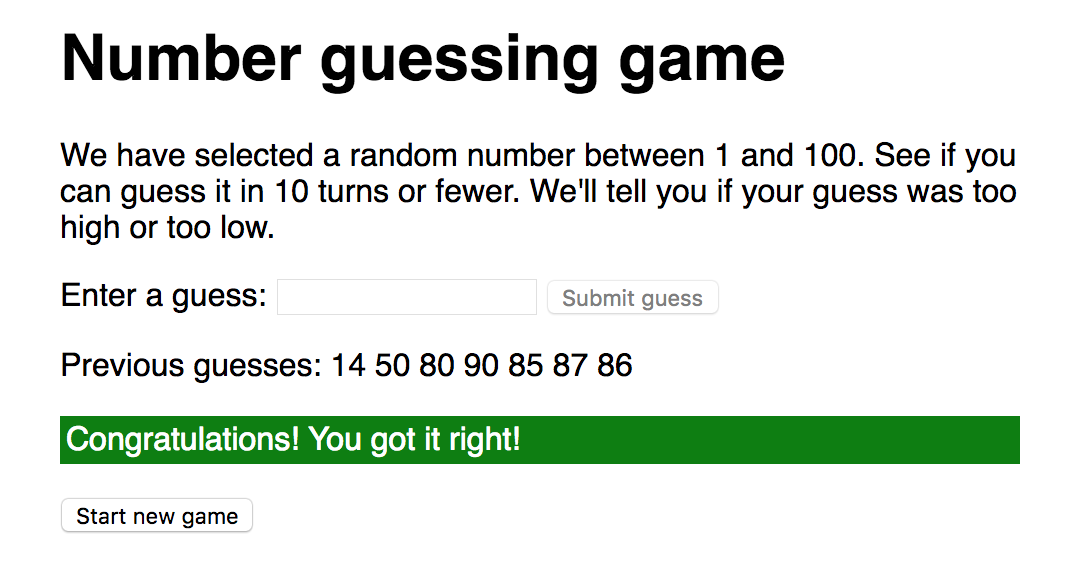 Number guessing game
We have selected a random number between 1 and 100. See if you
can guess it in 10 turns or fewer. We'll tell you if your guess was too
high or too low.
Enter a guess: Submit guess
Previous guesses: 14 50 80 90 85 87 86
Congratulations! You got it right!
Start new game